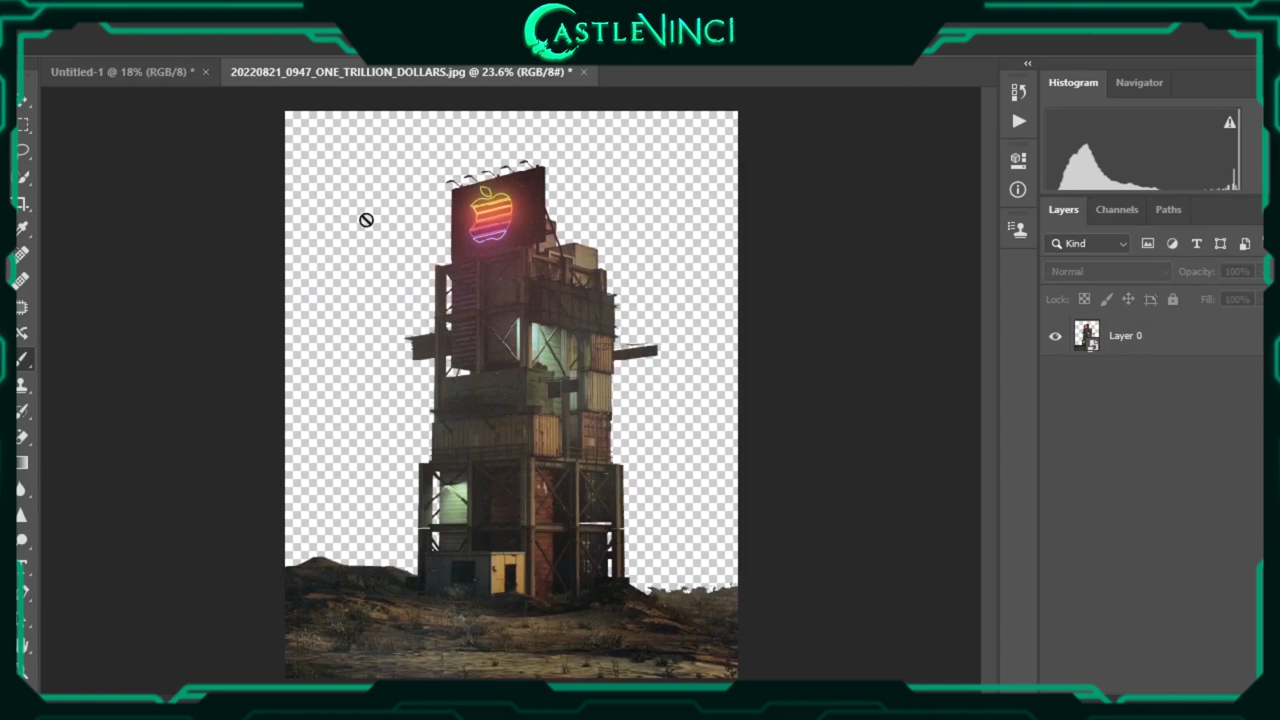 CASTLEVINCI
Untitled-1 @ 18% (RGB/8) *
20220821_0947_ONE_TRILLION_DOLLARS.jpg @ 23.6% (RGB/8#) *
Histogram
Navigator
Layers
Channels
Paths
Kind
Normal
Opacity: 100%
Lock:
Fill: 100%
Layer 0